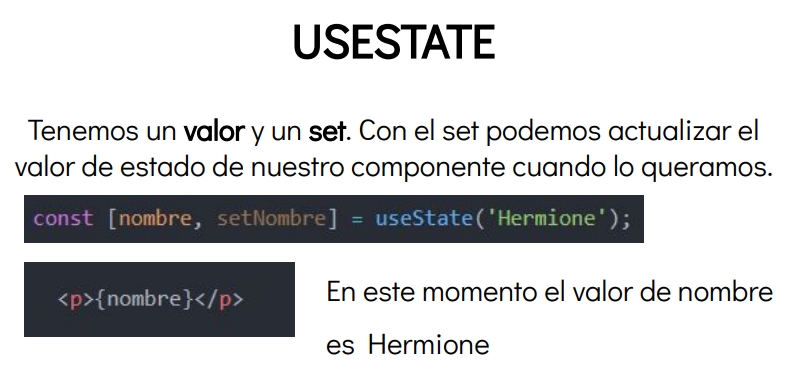 USESTATE
Tenemos un valor y un set. Con el set podemos actualizar el
valor de estado de nuestro componente cuando lo queramos.
const [nombre, setNombre] = useState('Hermione');
<p>{nombre}</p>
En este momento el valor de nombre
es Hermione